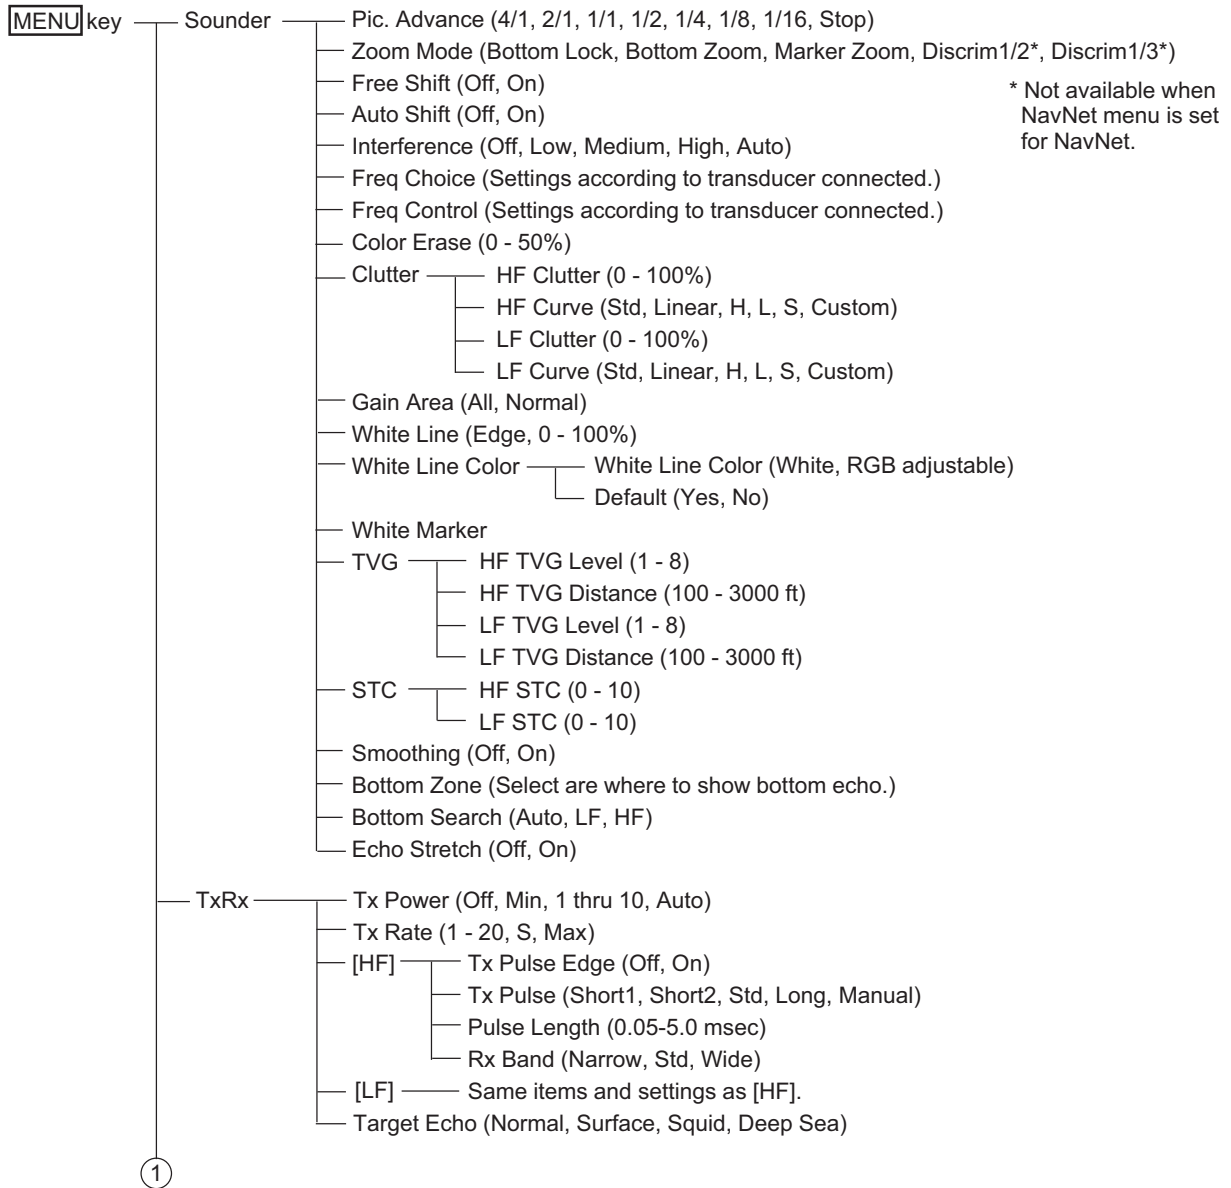 MENU key
Sounder
Pic. Advance (4/1, 2/1, 1/1, 1/2, 1/4, 1/8, 1/16, Stop)
Zoom Mode (Bottom Lock, Bottom Zoom, Marker Zoom, Discrim1/2*, Discrim1/3*)
* Not available when
NavNet menu is set
for NavNet.
Free Shift (Off, On)
Auto Shift (Off, On)
Interference (Off, Low, Medium, High, Auto)
Freq Choice (Settings according to transducer connected.)
Freq Control (Settings according to transducer connected.)
Color Erase (0 - 50%)
Clutter
HF Clutter (0 - 100%)
HF Curve (Std, Linear, H, L, S, Custom)
LF Clutter (0 - 100%)
LF Curve (Std, Linear, H, L, S, Custom)
Gain Area (All, Normal)
White Line (Edge, 0 - 100%)
White Line Color
White Line Color (White, RGB adjustable)
Default (Yes, No)
White Marker
TVG
HF TVG Level (1 - 8)
HF TVG Distance (100 - 3000 ft)
LF TVG Level (1 - 8)
LF TVG Distance (100 - 3000 ft)
STC
HF STC (0 - 10)
LF STC (0 - 10)
Smoothing (Off, On)
Bottom Zone (Select are where to show bottom echo.)
Bottom Search (Auto, LF, HF)
Echo Stretch (Off, On)
TxRx
Tx Power (Off, Min, 1 thru 10, Auto)
Tx Rate (1 - 20, S, Max)
[HF]
Tx Pulse Edge (Off, On)
Tx Pulse (Short1, Short2, Std, Long, Manual)
Pulse Length (0.05-5.0 msec)
Rx Band (Narrow, Std, Wide)
[LF]
Same items and settings as [HF].
Target Echo (Normal, Surface, Squid, Deep Sea)
1